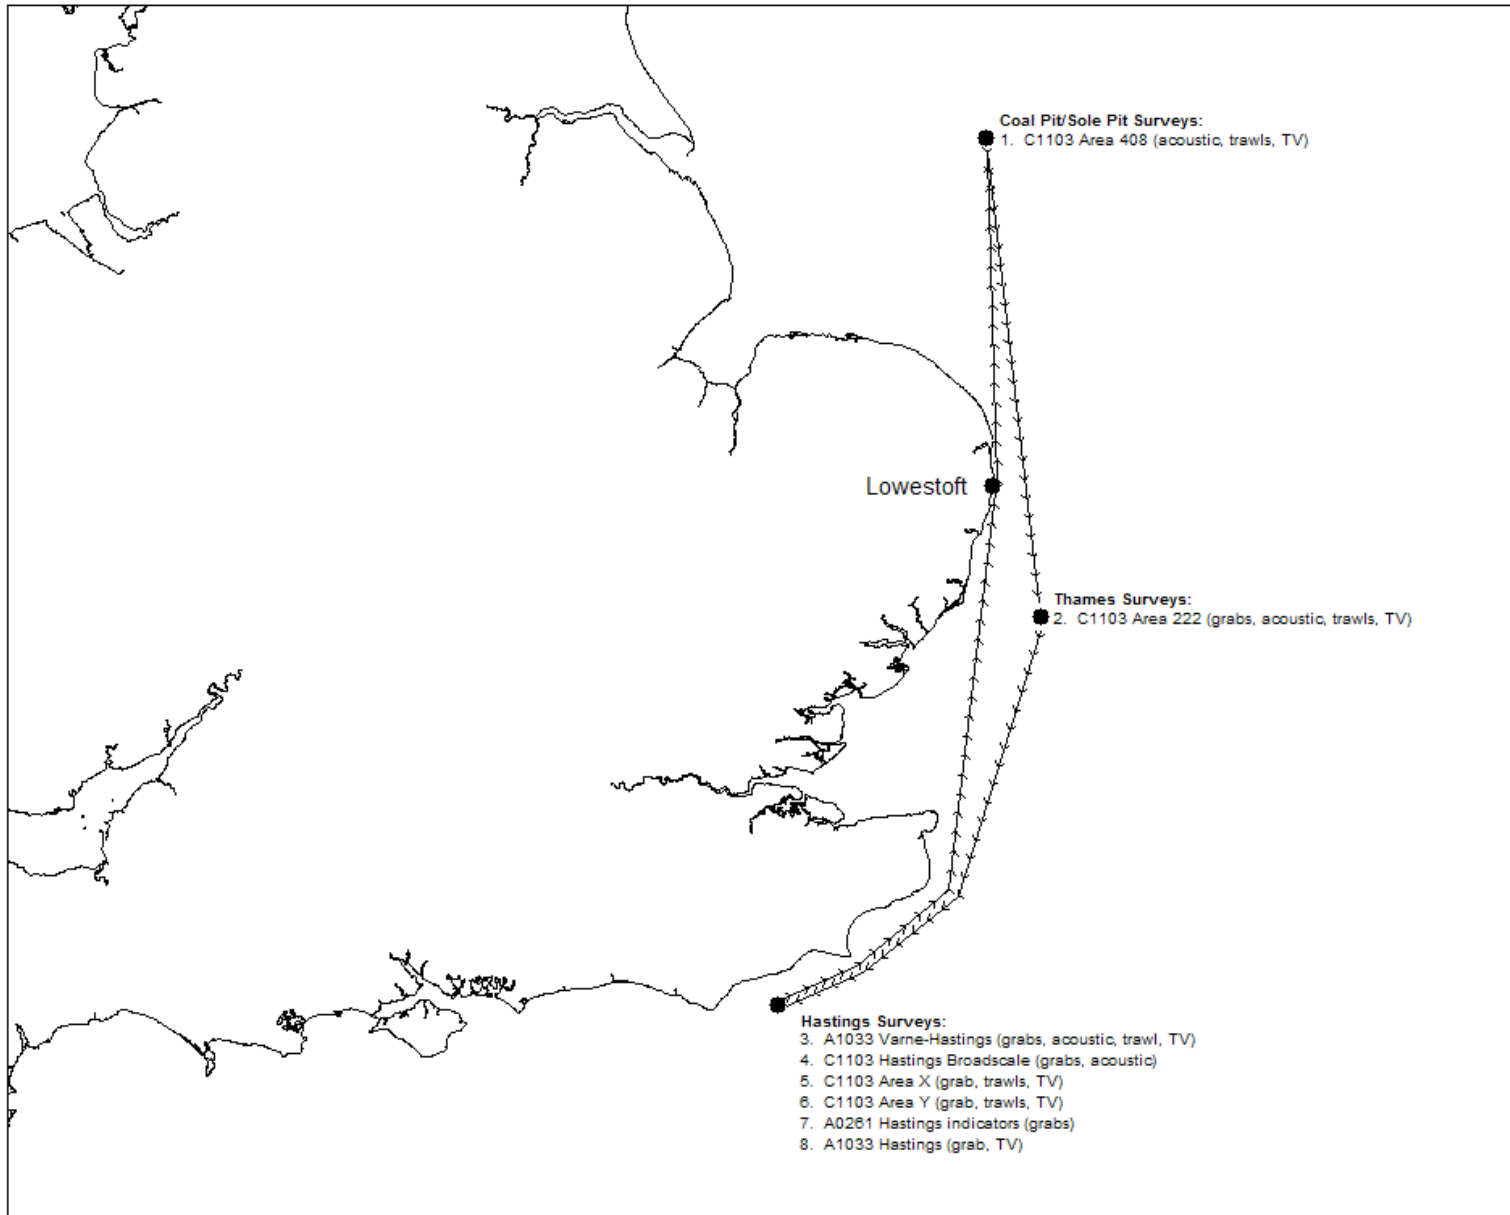 Coal Pit/Sole Pit Surveys:
1. C1103 Area 408 (acoustic, trawls, TV)
Lowestoft
Thames Surveys:
2. C1103 Area 222 (grabs, acoustic, trawls, TV)
Hastings Surveys:
3. A1033 Varne-Hastings (grabs, acoustic, trawl, TV)
4. C1103 Hastings Broadscale (grabs, acoustic)
5. C1103 Area X (grab, trawls, TV)
6. C1103 Area Y (grab, trawls, TV)
7. A0261 Hastings indicators (grabs)
8. A1033 Hastings (grab, TV)